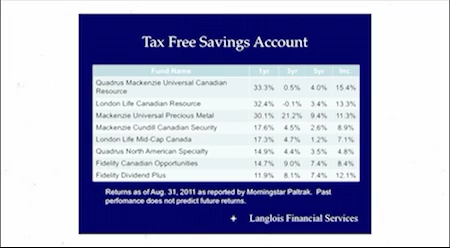 Tax Free Savings Account
Fund Name 1yr 3yr 5yr Inc.
Quadrus Mackenzie Universal Canadian
Resource 33.3% 0.5% 4.0% 15.4%
London Life Canadian Resource 32.4% -0.1% 3.4% 13.3%
Mackenzie Universal Precious Metal 30.1% 21.2% 9.4% 11.3%
Mackenzie Cundill Canadian Security 17.6% 4.5% 2.6% 8.9%
London Life Mid-Cap Canada 17.3% 4.7% 1.2% 7.1%
Quadrus North American Specialty 14.9% 4.4% 3.5% 4.8%
Fidelity Canadian Opportunities 14.7% 9.0% 7.4% 8.4%
Fidelity Dividend Plus 11.9% 8.1% 7.4% 12.1%
Returns as of Aug. 31, 2011 as reported by Morningstar Paltrak. Past
perfomance does not predict future returns.
+ Langlois Financial Services